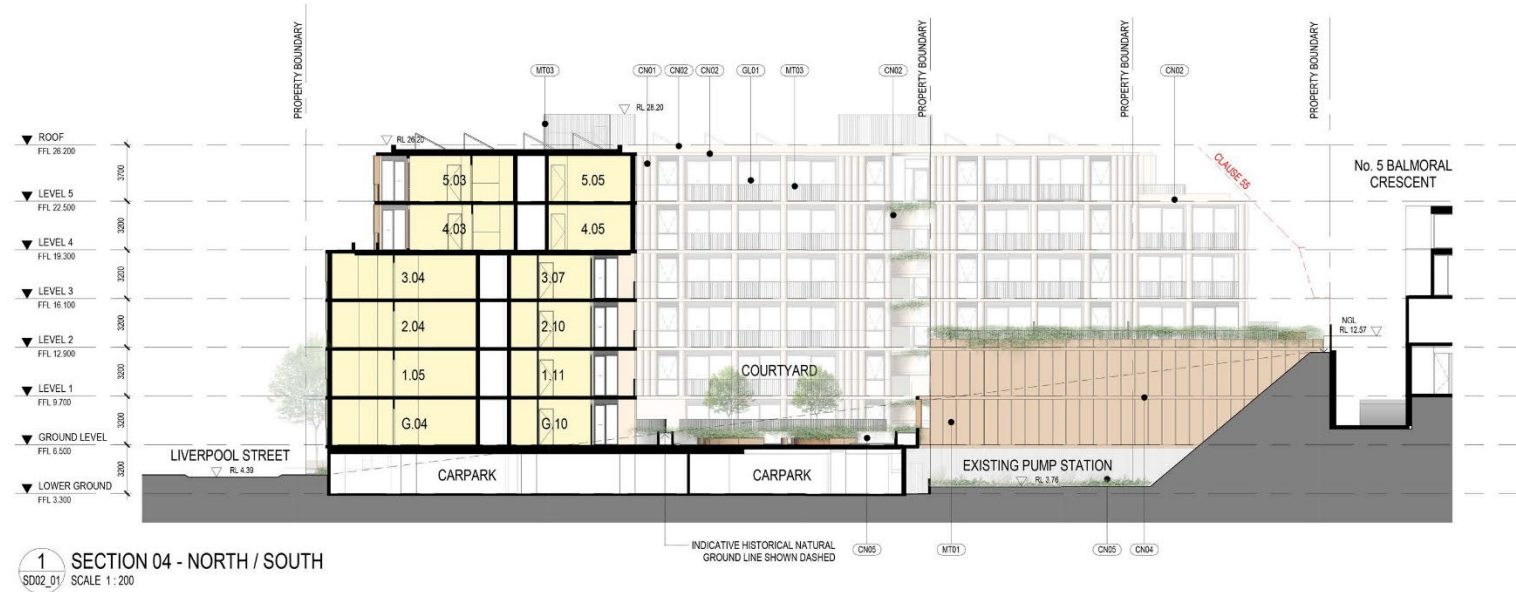 PROPERTY BOUNDARY
PROPERTY BOUNDARY
PROPERTY BOUNDARY
PROPERTY BOUNDARY
MT03
CN01
CN02
CN02
GL01
MT03
CN02
CN02
RL 28.20
RL 26.20
ROOF
FFL 26.200
3700
LEVEL 5
FFL 22.500
3200
LEVEL 4
FFL 19.300
3200
LEVEL 3
FFL 16.100
3200
LEVEL 2
FFL 12.900
3200
LEVEL 1
FFL 9.700
3200
GROUND LEVEL
FFL 6.500
3200
LOWER GROUND
FFL 3.300
5.03
5.05
4.03
4.05
3.04
3.07
2.04
2.10
1.05
1.11
G.04
G.10
COURTYARD
CLAUSE 55
No. 5 BALMORAL
CRESCENT
NGL
RL 12.57
LIVERPOOL STREET
RL 4.39
CARPARK
CARPARK
EXISTING PUMP STATION
RL 3.76
INDICATIVE HISTORICAL NATURAL
GROUND LINE SHOWN DASHED
CN05
MT01
CN05
CN04
1
SD02_01
SECTION 04 - NORTH / SOUTH
SCALE 1 : 200